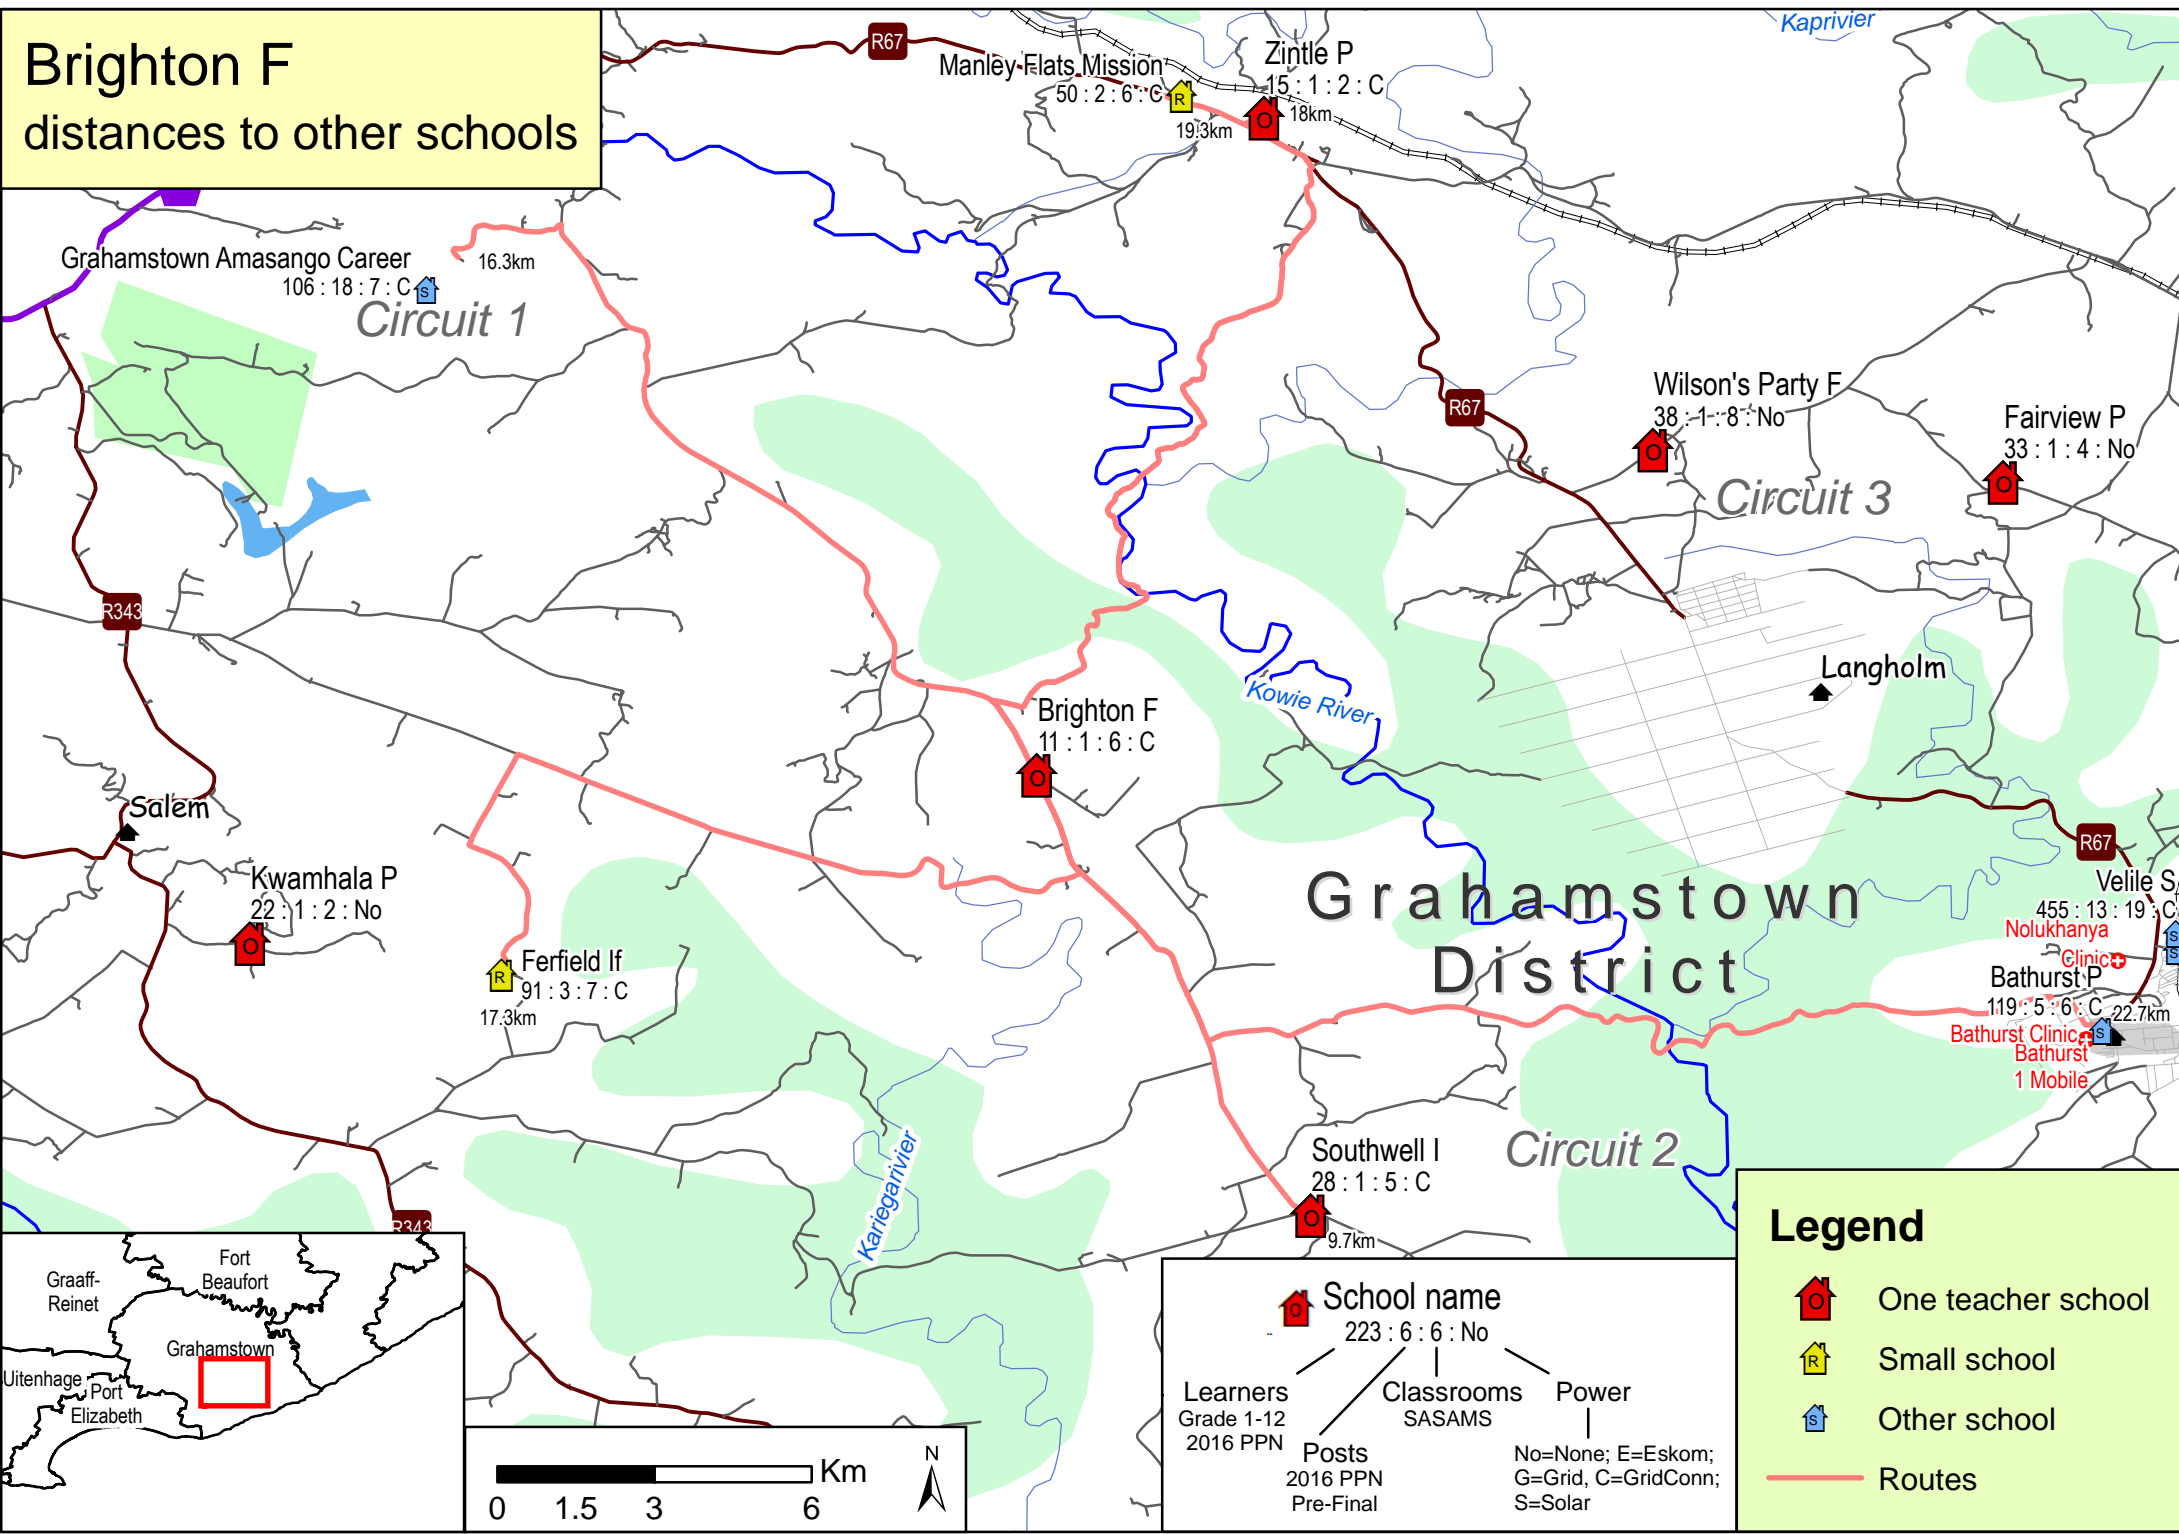 Brighton F
distances to other schools
R67
Kaprivier
Manley Flats Mission
50 : 2 : 6 : C
R
19.3km
Zintle P
15 : 1 : 2 : C
O
18km
Grahamstown Amasango Career
106 : 18 : 7 : C
S
16.3km
Circuit 1
R67
Wilson's Party F
38 : 1 : 8 : No
O
Fairview P
33 : 1 : 4 : No
O
Circuit 3
R343
Langholm
Kowie River
Brighton F
11 : 1 : 6 : C
O
Salem
R67
Kwamhala P
22 : 1 : 2 : No
O
Grahamstown
District
Velile S
455 : 13 : 19 : C
S
S
Nolukhanya
Clinic
Ferfield If
91 : 3 : 7 : C
R
17.3km
Bathurst P
119 : 5 : 6 : C
S
22.7km
Bathurst Clinic
Bathurst
1 Mobile
Kariegarivier
Southwell I
28 : 1 : 5 : C
O
9.7km
Circuit 2
R343
Graaff-
Reinet
Fort
Beaufort
Grahamstown
Uitenhage
Port
Elizabeth
0 1.5 3 6
Km
N
O
School name
223 : 6 : 6 : No
Learners
Grade 1-12
2016 PPN
Posts
2016 PPN
Pre-Final
Classrooms
SASAMS
Power
No=None; E=Eskom;
G=Grid, C=GridConn;
S=Solar
Legend
O
One teacher school
R
Small school
S
Other school
Routes